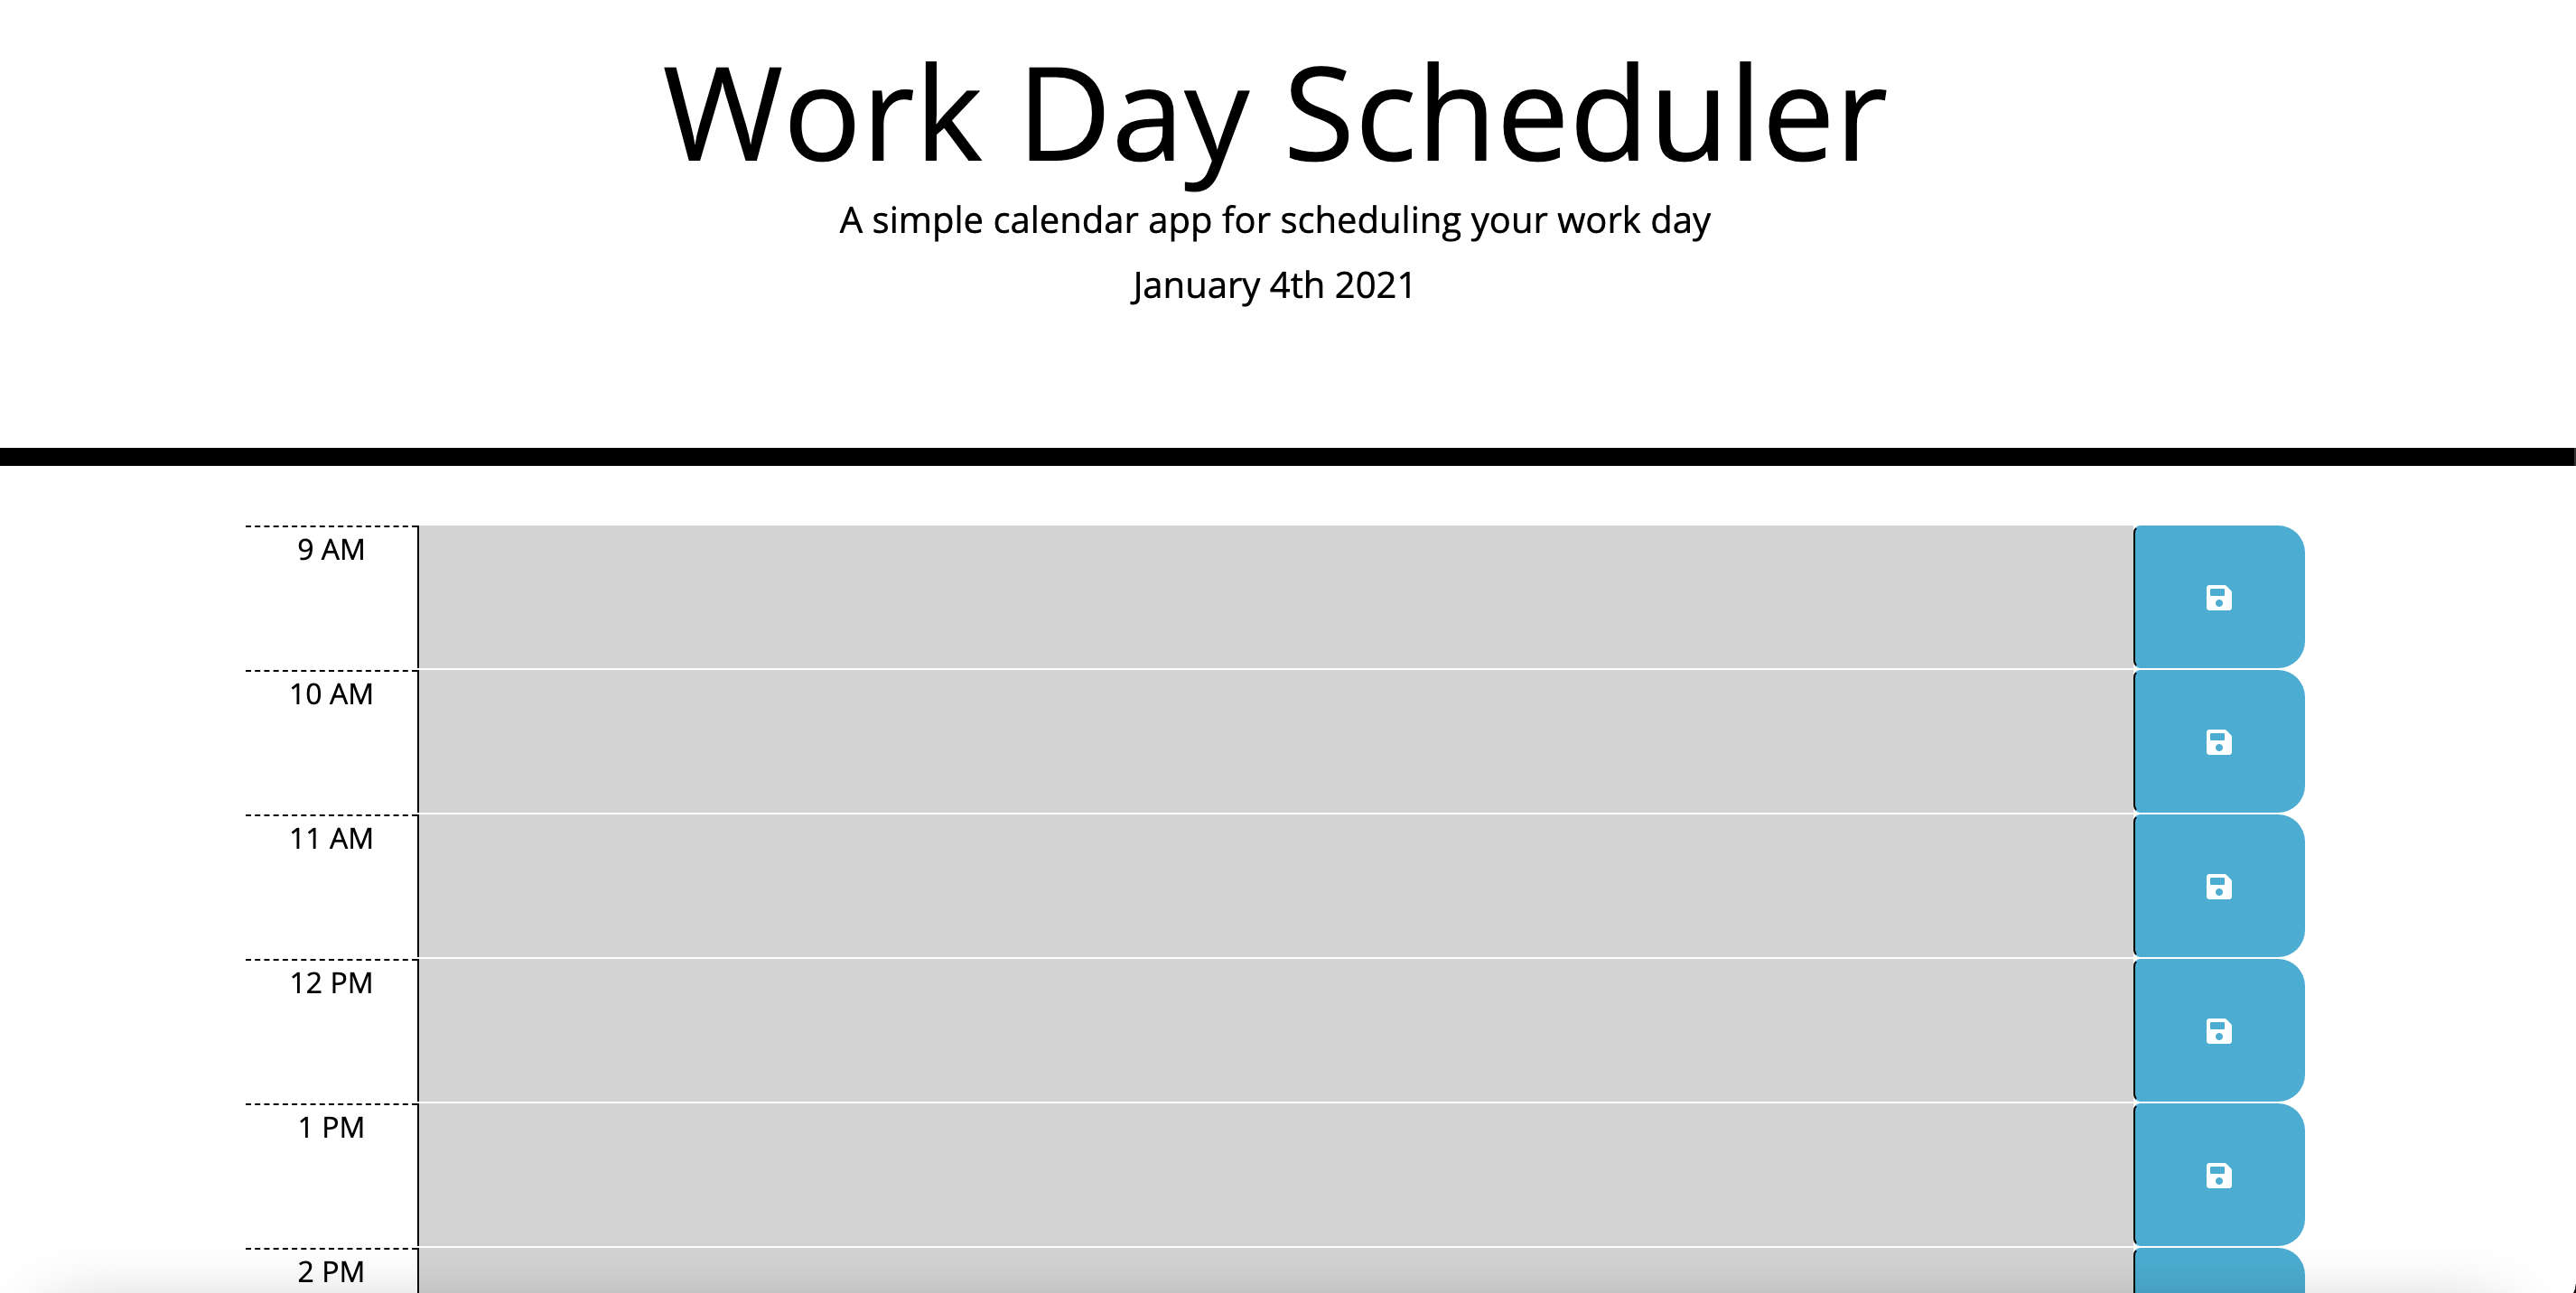 Work Day Scheduler
A simple calendar app for scheduling your work day
January 4th 2021
9 AM
10 AM
11 AM
12 PM
1 PM
2 PM